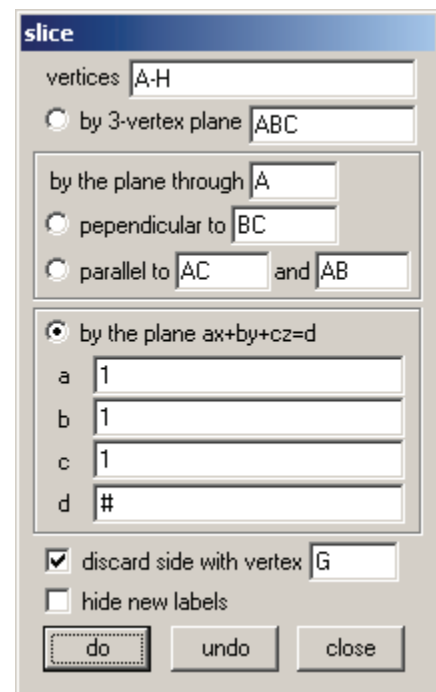 slice
vertices A-H
by 3-vertex plane ABC
by the plane through A
pependicular to BC
parallel to AC and AB
by the plane ax+by+cz=d
a 1
b 1
c 1
d #
discard side with vertex G
hide new labels
do undo close